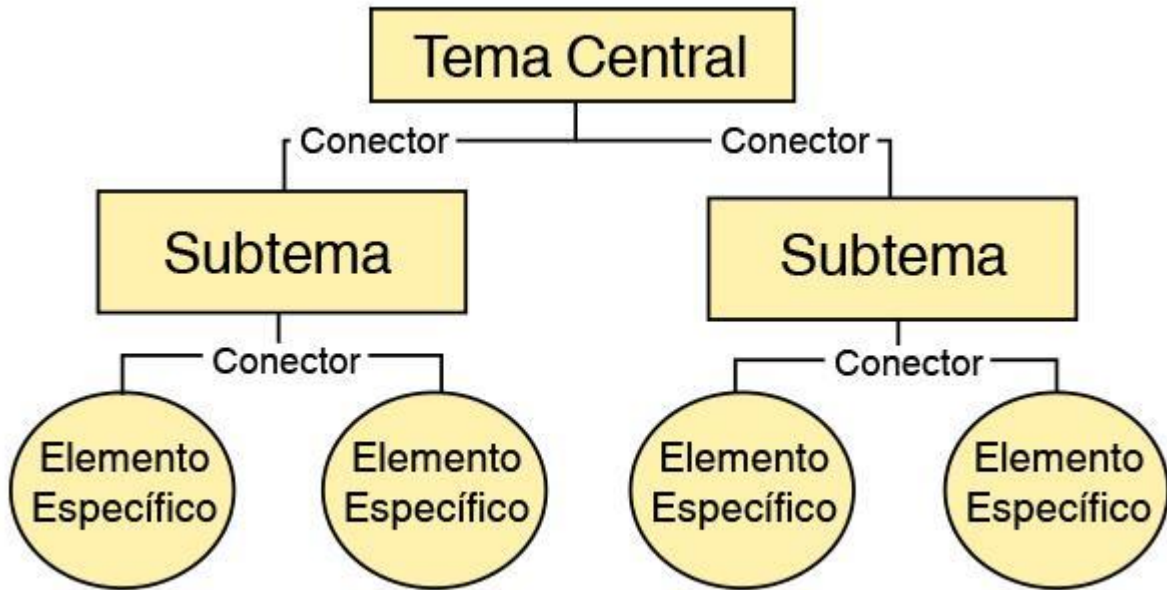 Tema Central
Conector
Conector
Subtema
Subtema
Conector
Conector
Elemento
Específico
Elemento
Específico
Elemento
Específico
Elemento
Específico